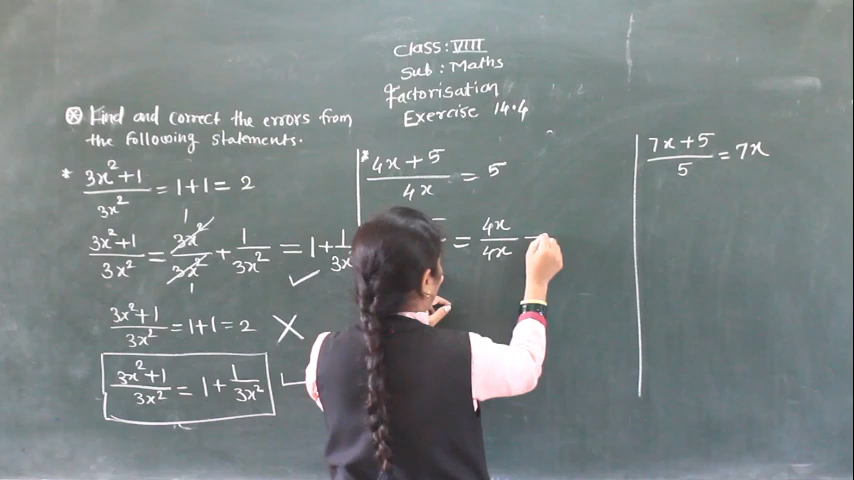 Class: VIII
Sub: Maths
Factorisation
Exercise 14.4
⊗ Find and correct the errors from
the following statements.
* (3x²+1)/(3x²) = 1+1 = 2
(3x²+1)/(3x²) = 3x²/3x² + 1/(3x²) = 1 + 1/3x ✓
1
1
(3x²+1)/(3x²) = 1+1 = 2 ✗
(3x²+1)/(3x²) = 1 + 1/(3x²)
* (4x+5)/(4x) = 5
= 4x/4x
(7x+5)/5 = 7x